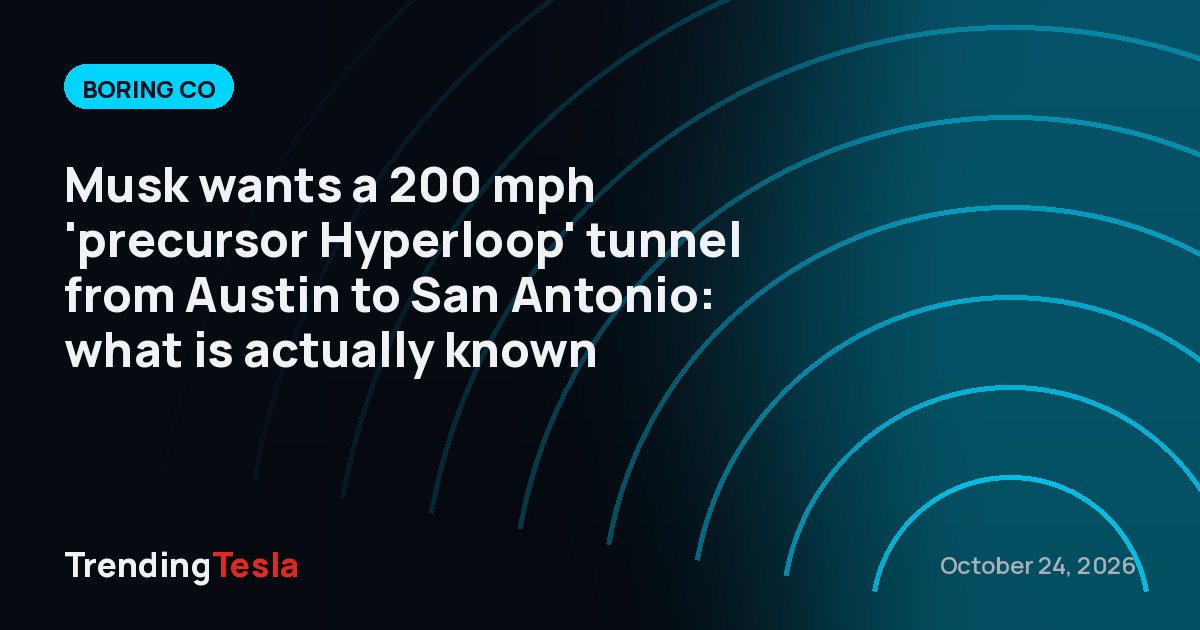 BORING CO
Musk wants a 200 mph
'precursor Hyperloop' tunnel
from Austin to San Antonio:
what is actually known
TrendingTesla
October 24, 2026